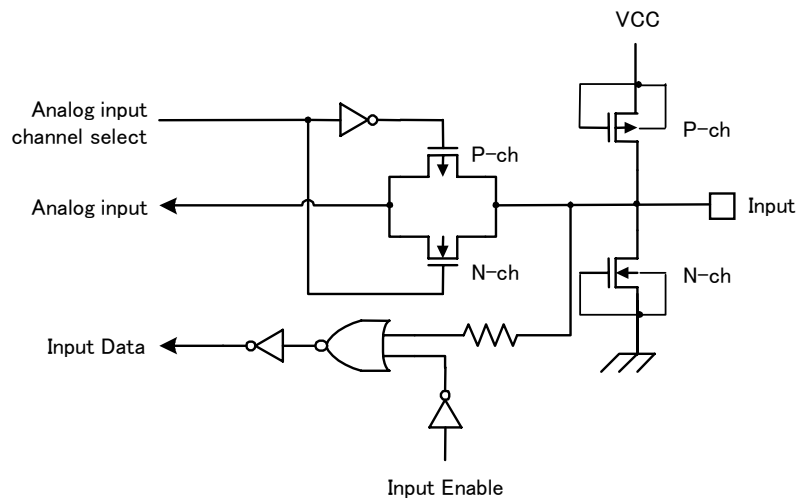 VCC
Analog input
channel select
P-ch
P-ch
Analog input
Input
N-ch
N-ch
Input Data
Input Enable